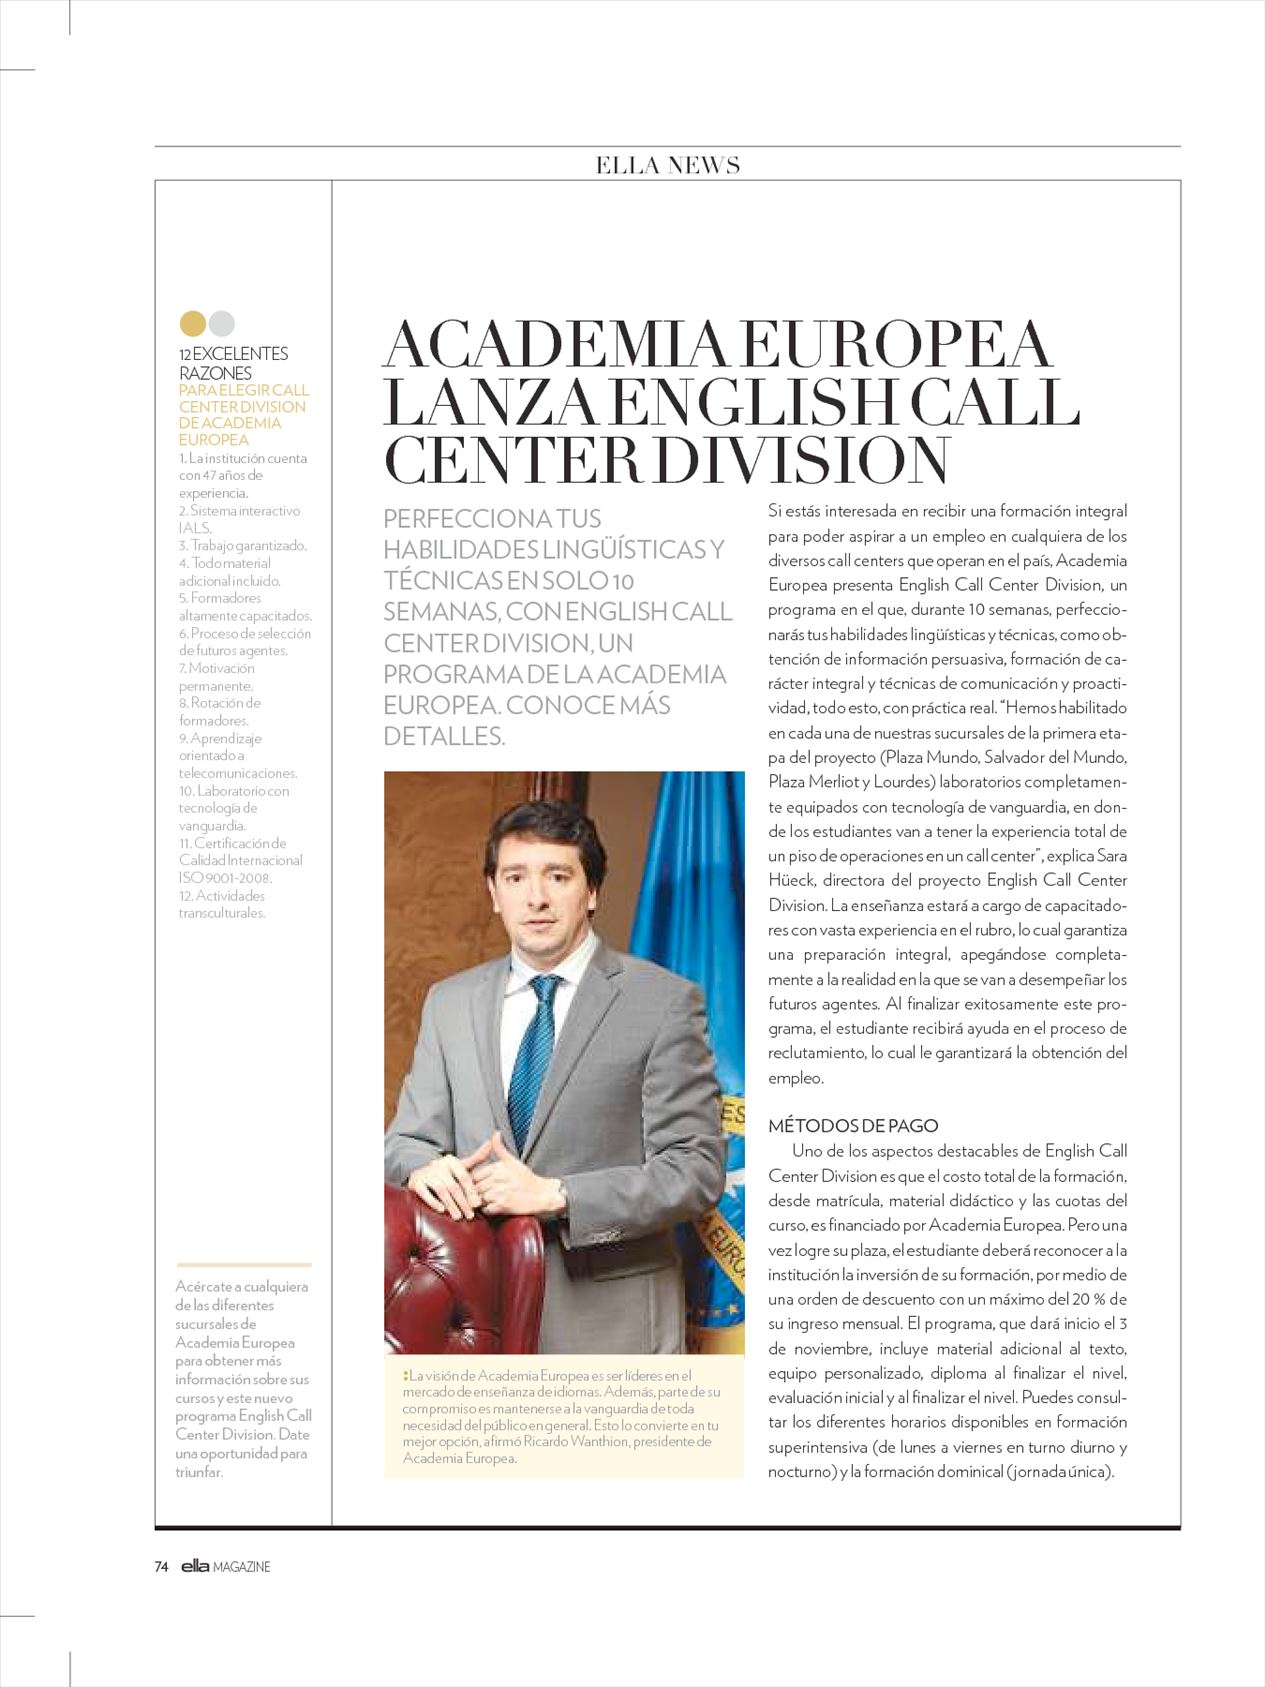 ELLA NEWS
12 EXCELENTES
RAZONES
PARA ELEGIR CALL
CENTER DIVISION
DE ACADEMIA
EUROPEA
1. La institución cuenta
con 47 años de
experiencia.
2. Sistema interactivo
IALS.
3. Trabajo garantizado.
4. Todo material
adicional incluido.
5. Formadores
altamente capacitados.
6. Proceso de selección
de futuros agentes.
7. Motivación
permanente.
8. Rotación de
formadores.
9. Aprendizaje
orientado a
telecomunicaciones.
10. Laboratorio con
tecnología de
vanguardia.
11. Certificación de
Calidad Internacional
ISO 9001-2008.
12. Actividades
transculturales.
Acércate a cualquiera
de las diferentes
sucursales de
Academia Europea
para obtener más
información sobre sus
cursos y este nuevo
programa English Call
Center Division. Date
una oportunidad para
triunfar.
ACADEMIA EUROPEA
LANZA ENGLISH CALL
CENTER DIVISION
PERFECCIONA TUS
HABILIDADES LINGÜÍSTICAS Y
TÉCNICAS EN SOLO 10
SEMANAS, CON ENGLISH CALL
CENTER DIVISION, UN
PROGRAMA DE LA ACADEMIA
EUROPEA. CONOCE MÁS
DETALLES.
ES
A EURO
:La visión de Academia Europea es ser líderes en el
mercado de enseñanza de idiomas. Además, parte de su
compromiso es mantenerse a la vanguardia de toda
necesidad del público en general. Esto lo convierte en tu
mejor opción, afirmó Ricardo Wanthion, presidente de
Academia Europea.
Si estás interesada en recibir una formación integral
para poder aspirar a un empleo en cualquiera de los
diversos call centers que operan en el país, Academia
Europea presenta English Call Center Division, un
programa en el que, durante 10 semanas, perfeccio-
narás tus habilidades lingüísticas y técnicas, como ob-
tención de información persuasiva, formación de ca-
rácter integral y técnicas de comunicación y proacti-
vidad, todo esto, con práctica real. “Hemos habilitado
en cada una de nuestras sucursales de la primera eta-
pa del proyecto (Plaza Mundo, Salvador del Mundo,
Plaza Merliot y Lourdes) laboratorios completamen-
te equipados con tecnología de vanguardia, en don-
de los estudiantes van a tener la experiencia total de
un piso de operaciones en un call center”, explica Sara
Hüeck, directora del proyecto English Call Center
Division. La enseñanza estará a cargo de capacitado-
res con vasta experiencia en el rubro, lo cual garantiza
una preparación integral, apegándose completa-
mente a la realidad en la que se van a desempeñar los
futuros agentes. Al finalizar exitosamente este pro-
grama, el estudiante recibirá ayuda en el proceso de
reclutamiento, lo cual le garantizará la obtención del
empleo.
MÉTODOS DE PAGO
Uno de los aspectos destacables de English Call
Center Division es que el costo total de la formación,
desde matrícula, material didáctico y las cuotas del
curso, es financiado por Academia Europea. Pero una
vez logre su plaza, el estudiante deberá reconocer a la
institución la inversión de su formación, por medio de
una orden de descuento con un máximo del 20 % de
su ingreso mensual. El programa, que dará inicio el 3
de noviembre, incluye material adicional al texto,
equipo personalizado, diploma al finalizar el nivel,
evaluación inicial y al finalizar el nivel. Puedes consul-
tar los diferentes horarios disponibles en formación
superintensiva (de lunes a viernes en turno diurno y
nocturno) y la formación dominical (jornada única).
74 ella MAGAZINE